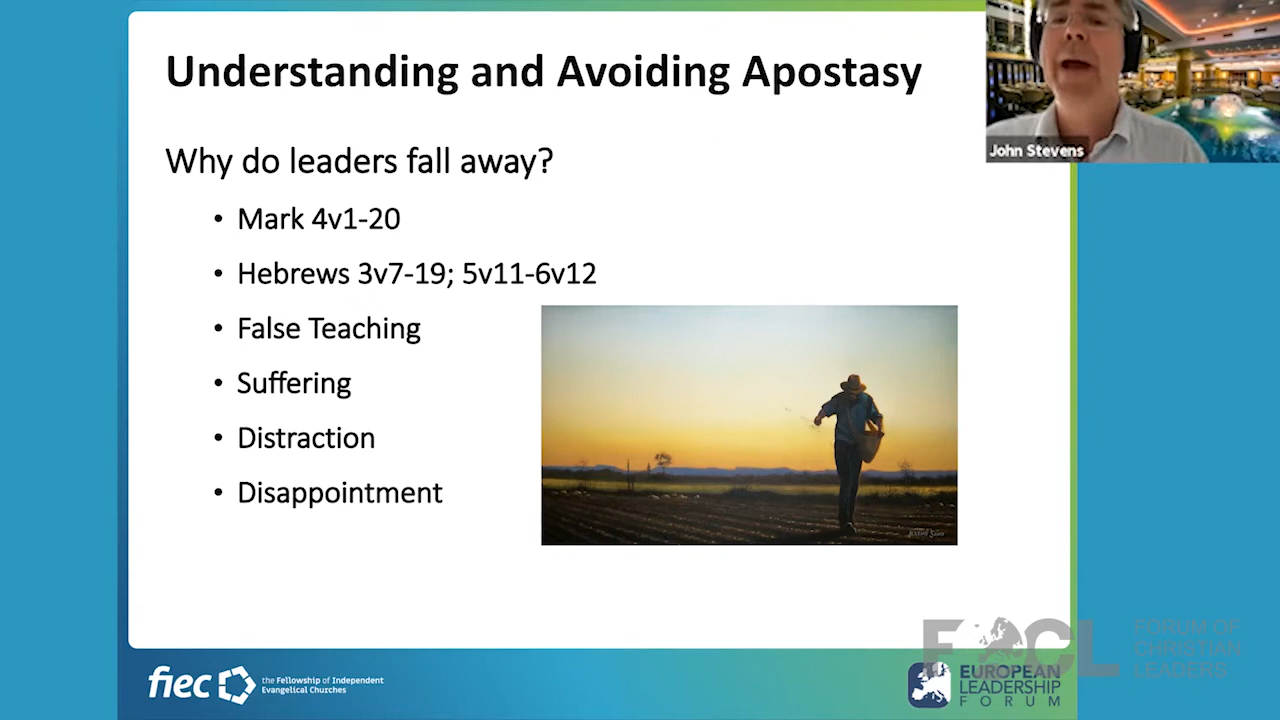 Understanding and Avoiding Apostasy
John Stevens
Why do leaders fall away?
• Mark 4v1-20
• Hebrews 3v7-19; 5v11-6v12
• False Teaching
• Suffering
• Distraction
• Disappointment
fiec
the Fellowship of Independent
Evangelical Churches
EUROPEAN
LEADERSHIP
FORUM
FOCL
FORUM OF
CHRISTIAN
LEADERS